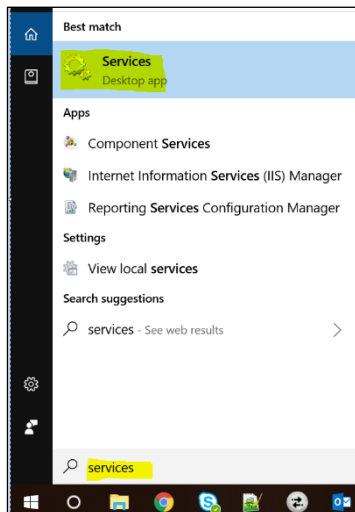 Best match
Services
Desktop app
Apps
Component Services
Internet Information Services (IIS) Manager
Reporting Services Configuration Manager
Settings
View local services
Search suggestions
services - See web results
services